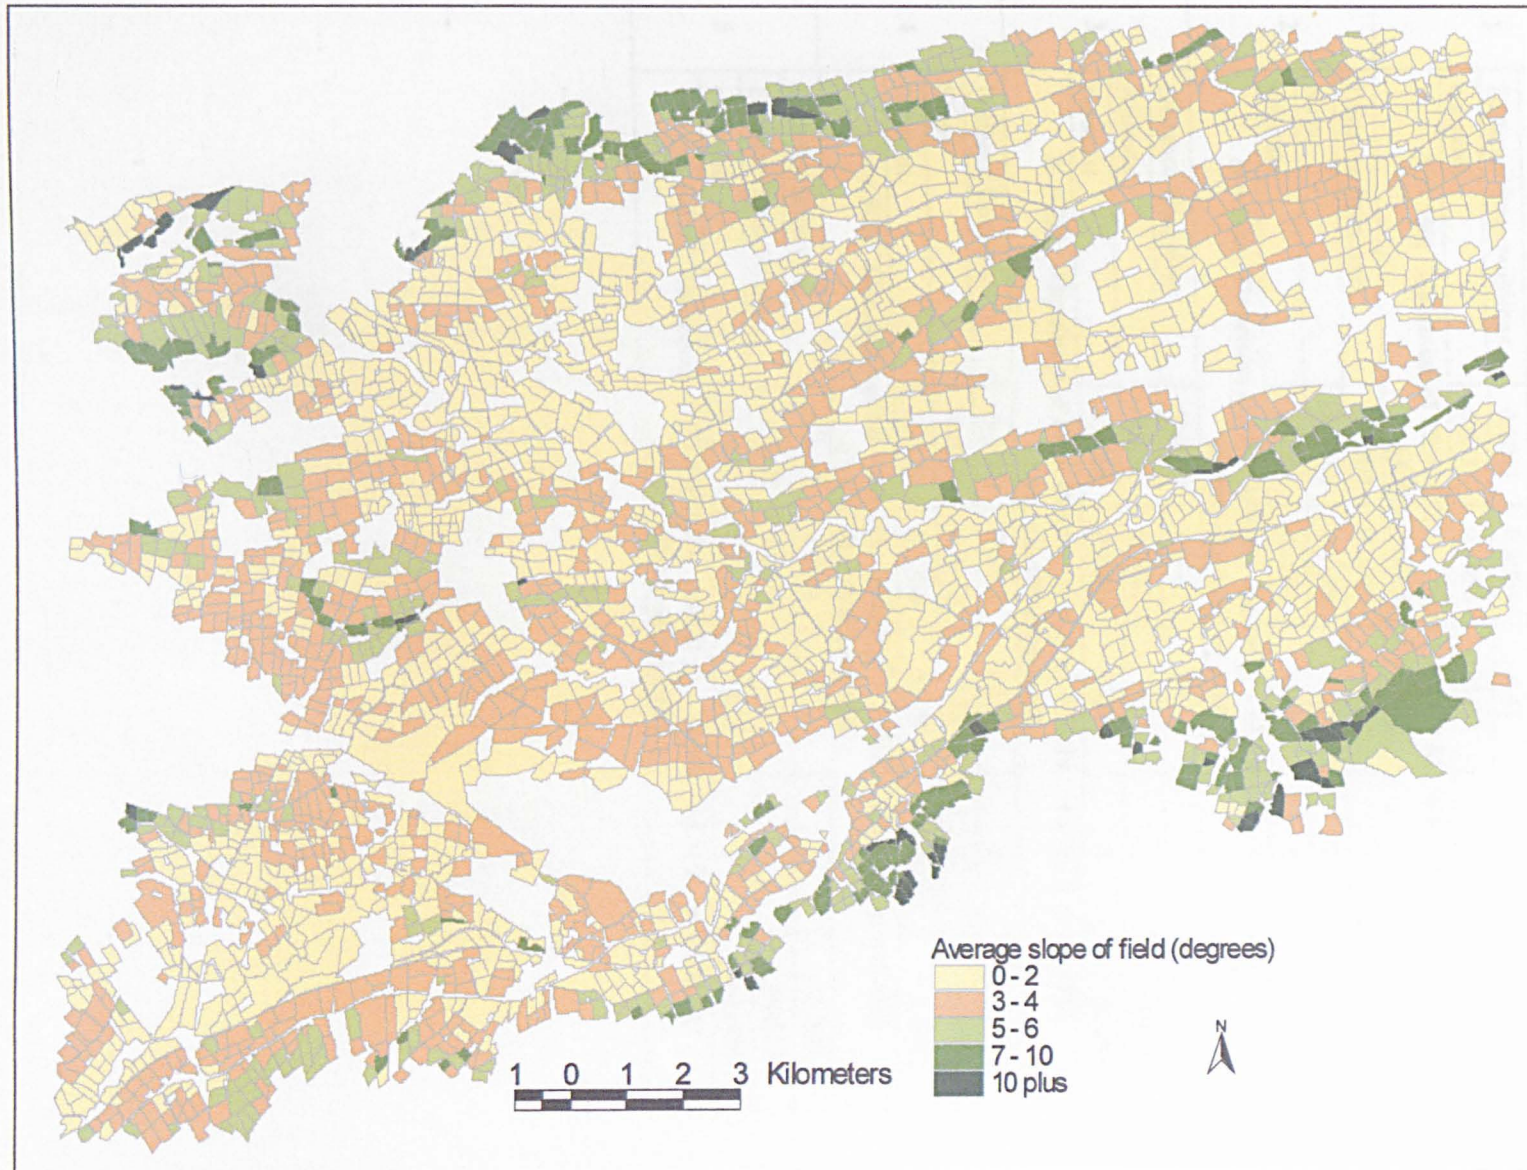 Average slope of field (degrees)
0 - 2
3 - 4
5 - 6
7 - 10
10 plus
N
1 0 1 2 3 Kilometers